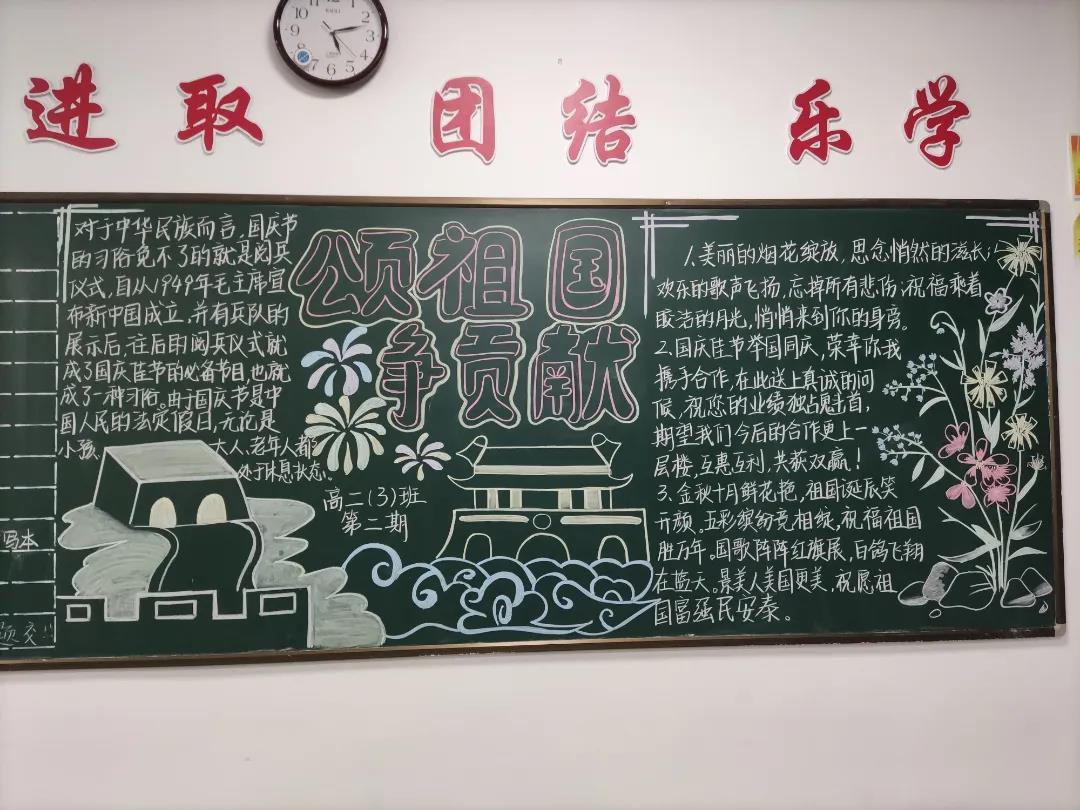 进取 团结 乐学
对于中华民族而言,国庆节
的习俗免不了的就是阅兵
仪式,自从1949年毛主席宣
布新中国成立,并有兵队的
展示后,往后的阅兵仪式就
成了国庆佳节的必备节目,也就
成了一种习俗。由于国庆节是中
国人民的法定假日,无论是
小孩、大人、老年人都
处于休息状态。
颂祖国
争贡献
高二(3)班
第二期
1.美丽的烟花绽放,思念悄然的滋长;
欢乐的歌声飞扬,忘掉所有悲伤;祝福乘着
皎洁的月光,悄悄来到你的身旁。
2.国庆佳节举国同庆,荣幸你我
携手合作,在此送上真诚的问
候,祝您的业绩独占魁首,
期望我们今后的合作更上一
层楼,互惠互利,共获双赢!
3.金秋十月鲜花艳,祖国诞辰笑
开颜。五彩缤纷竞相绽,祝福祖国
胜万年。国歌阵阵红旗展,白鸽飞翔
在蓝天,景美人美国更美,祝愿祖
国富强民安泰。
写本
交!!